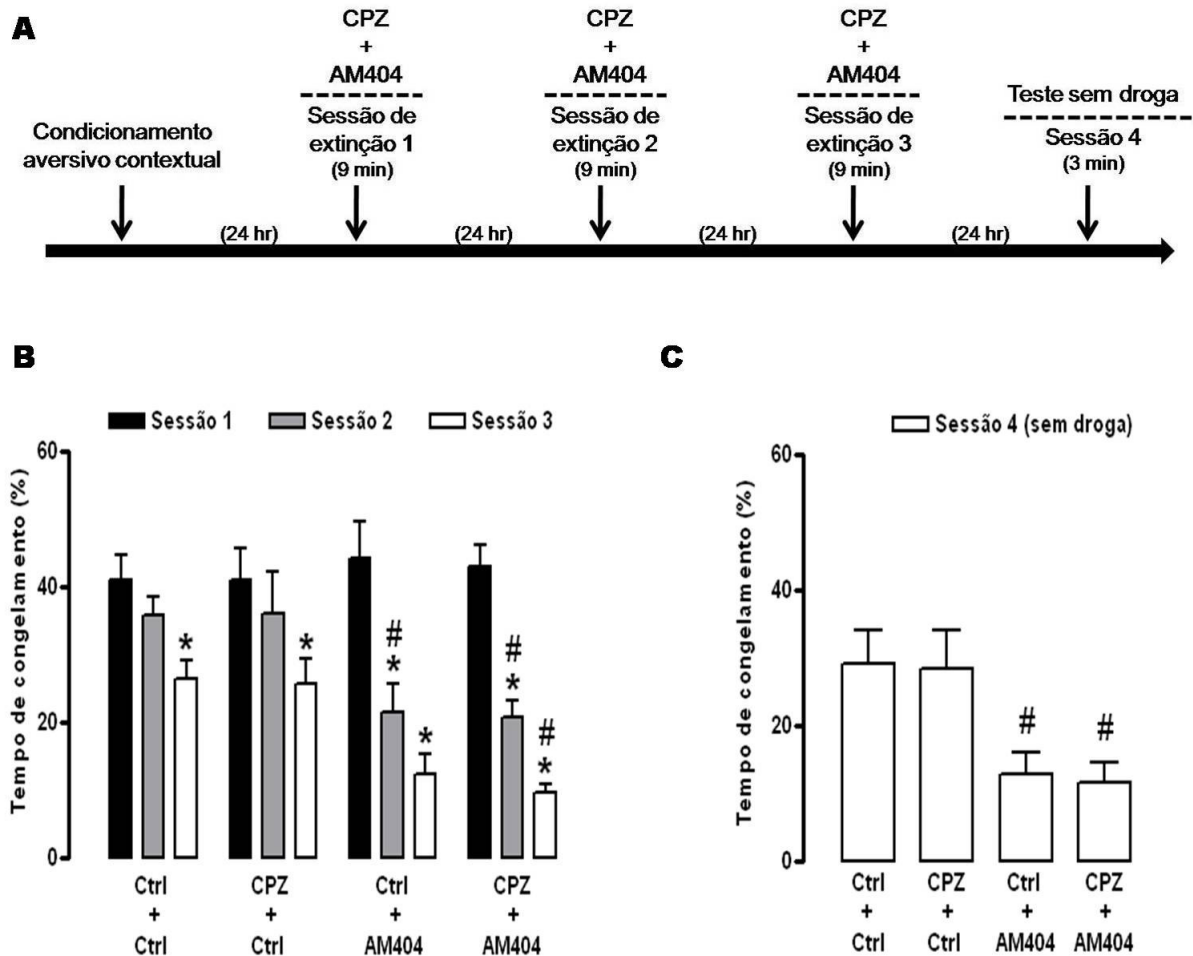 A
CPZ
+
AM404
CPZ
+
AM404
CPZ
+
AM404
Condicionamento
aversivo contextual
Sessão de
extinção 1
(9 min)
Sessão de
extinção 2
(9 min)
Sessão de
extinção 3
(9 min)
Teste sem droga
Sessão 4
(3 min)
(24 hr)
(24 hr)
(24 hr)
(24 hr)
B
Sessão 1
Sessão 2
Sessão 3
Tempo de congelamento (%)
60
40
20
0
*
*
#
*
*
#
*
#
*
Ctrl
+
Ctrl
CPZ
+
Ctrl
Ctrl
+
AM404
CPZ
+
AM404
C
Sessão 4 (sem droga)
Tempo de congelamento (%)
60
40
20
0
#
#
Ctrl
+
Ctrl
CPZ
+
Ctrl
Ctrl
+
AM404
CPZ
+
AM404